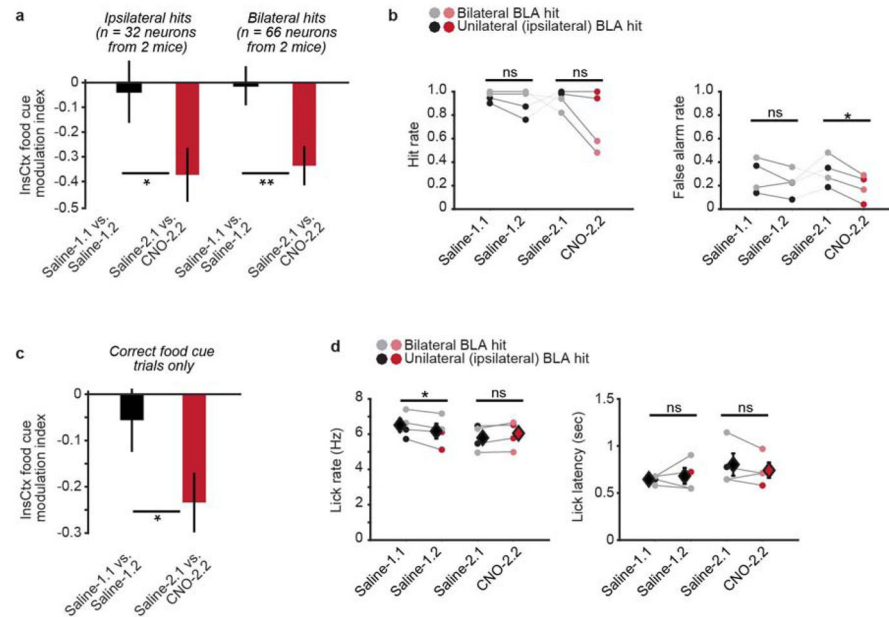 a
Ipsilateral hits
(n = 32 neurons
from 2 mice)
Bilateral hits
(n = 66 neurons
from 2 mice)
InsCtx food cue
modulation index
0
-0.1
-0.2
-0.3
-0.4
-0.5
*
**
Saline-1.1 vs.
Saline-1.2
Saline-2.1 vs.
CNO-2.2
Saline-1.1 vs.
Saline-1.2
Saline-2.1 vs.
CNO-2.2
b
Bilateral BLA hit
Unilateral (ipsilateral) BLA hit
Hit rate
1.0
0.8
0.6
0.4
0.2
0
ns
ns
Saline-1.1
Saline-1.2
Saline-2.1
CNO-2.2
False alarm rate
1.0
0.8
0.6
0.4
0.2
0
ns
*
Saline-1.1
Saline-1.2
Saline-2.1
CNO-2.2
c
Correct food cue
trials only
InsCtx food cue
modulation index
0
-0.1
-0.2
-0.3
*
Saline-1.1 vs.
Saline-1.2
Saline-2.1 vs.
CNO-2.2
d
Bilateral BLA hit
Unilateral (ipsilateral) BLA hit
Lick rate (Hz)
8
6
4
2
0
*
ns
Saline-1.1
Saline-1.2
Saline-2.1
CNO-2.2
Lick latency (sec)
1.5
1.0
0.5
0
ns
ns
Saline-1.1
Saline-1.2
Saline-2.1
CNO-2.2